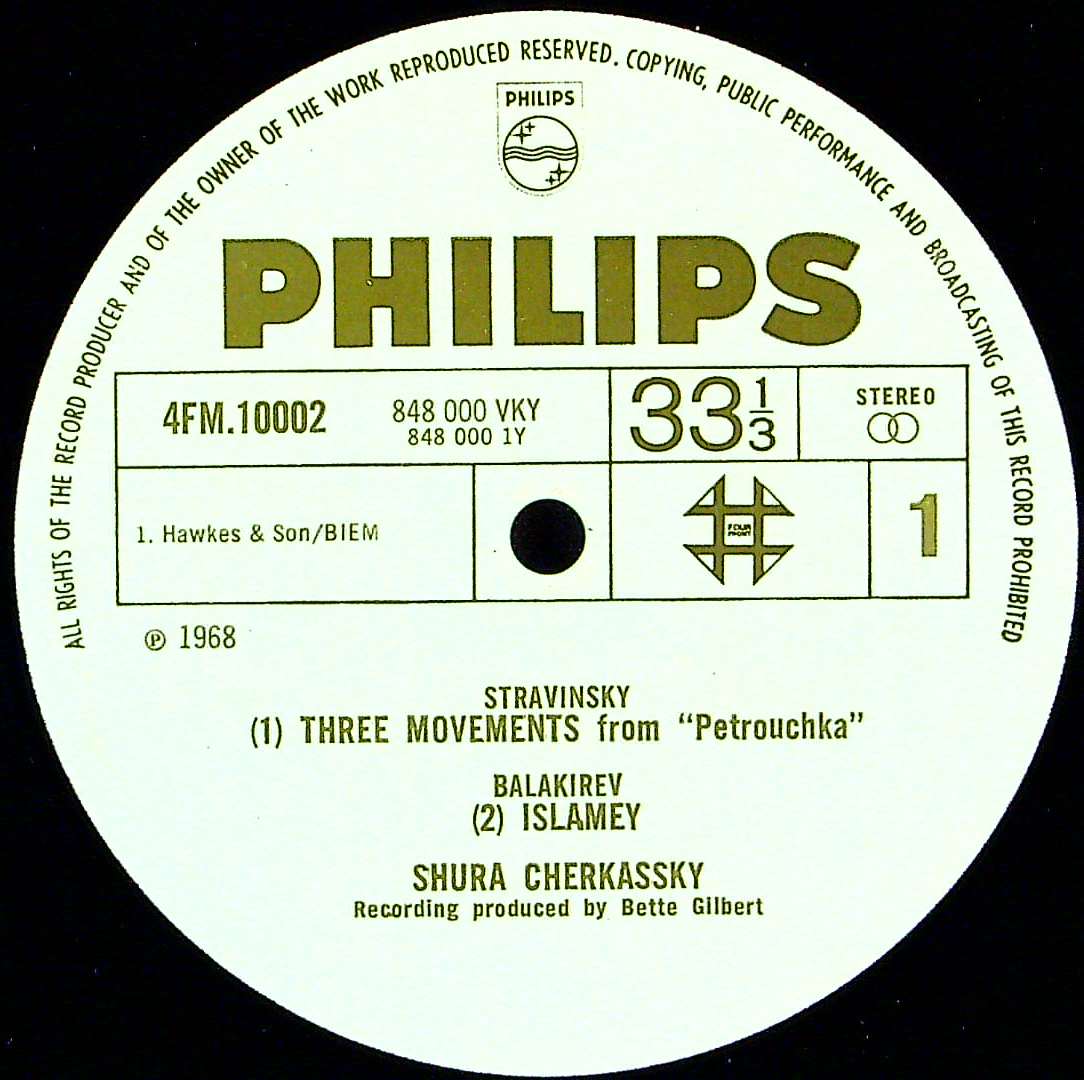 ALL RIGHTS OF THE RECORD PRODUCER AND OF THE OWNER OF THE WORK REPRODUCED RESERVED. COPYING, PUBLIC PERFORMANCE AND BROADCASTING OF THIS RECORD PROHIBITED
PHILIPS
PHILIPS
4FM.10002
848 000 VKY
848 000 1Y
33 1/3
STEREO
1. Hawkes & Son/BIEM
FOUR
FRONT
1
℗ 1968
STRAVINSKY
(1) THREE MOVEMENTS from “Petrouchka”
BALAKIREV
(2) ISLAMEY
SHURA CHERKASSKY
Recording produced by Bette Gilbert